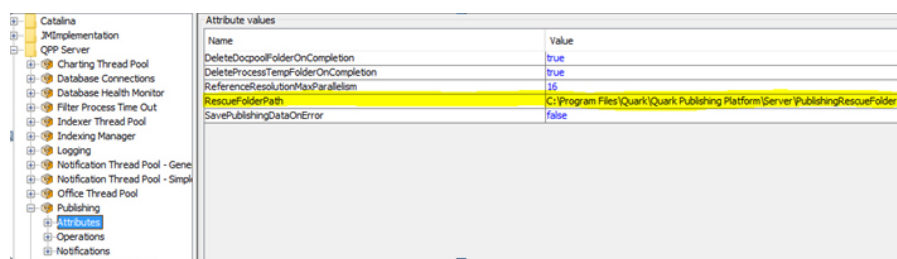 Catalina
JMImplementation
QPP Server
Charting Thread Pool
Database Connections
Database Health Monitor
Filter Process Time Out
Indexer Thread Pool
Indexing Manager
Logging
Notification Thread Pool - Gene
Notification Thread Pool - Simple
Office Thread Pool
Publishing
Attributes
Operations
Notifications
Attribute values
Name Value
DeleteDocpoolFolderOnCompletion true
DeleteProcessTempFolderOnCompletion true
ReferenceResolutionMaxParallelism 16
RescueFolderPath C:\Program Files\Quark\Quark Publishing Platform\Server\PublishingRescueFolder
SavePublishingDataOnError false